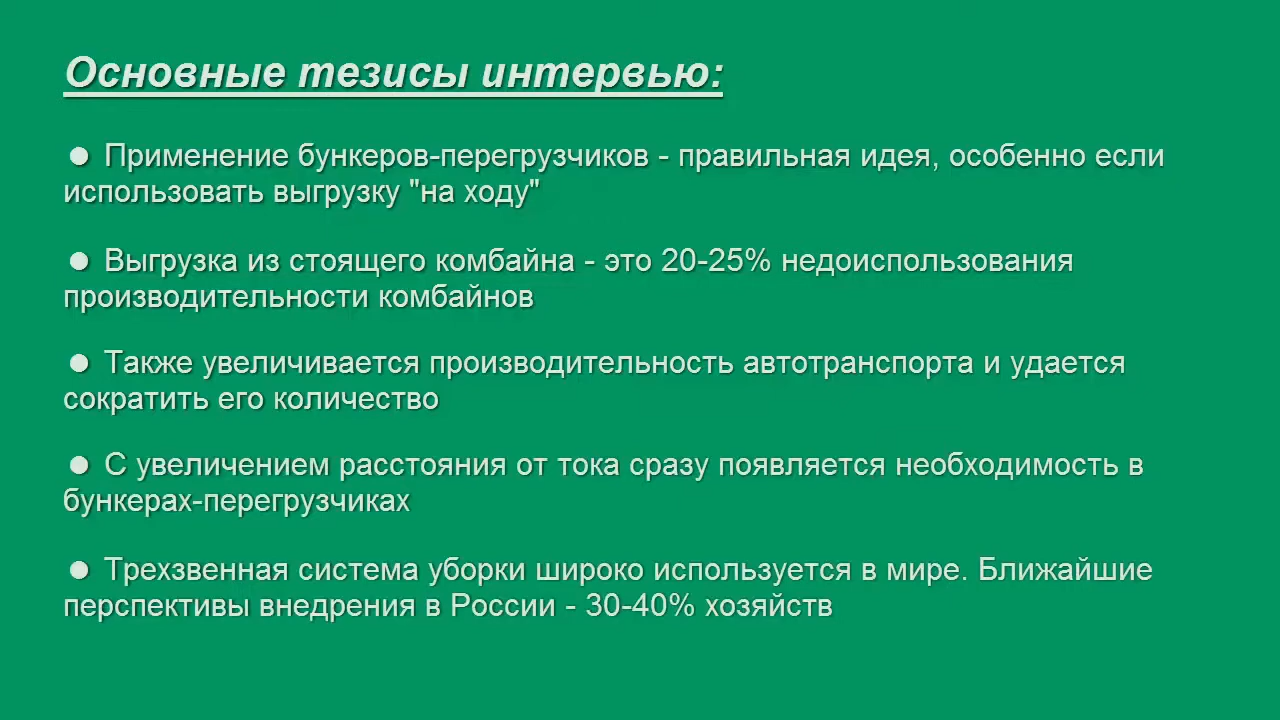 Основные тезисы интервью:
● Применение бункеров-перегрузчиков - правильная идея, особенно если
использовать выгрузку "на ходу"
● Выгрузка из стоящего комбайна - это 20-25% недоиспользования
производительности комбайнов
● Также увеличивается производительность автотранспорта и удается
сократить его количество
● С увеличением расстояния от тока сразу появляется необходимость в
бункерах-перегрузчиках
● Трехзвенная система уборки широко используется в мире. Ближайшие
перспективы внедрения в России - 30-40% хозяйств